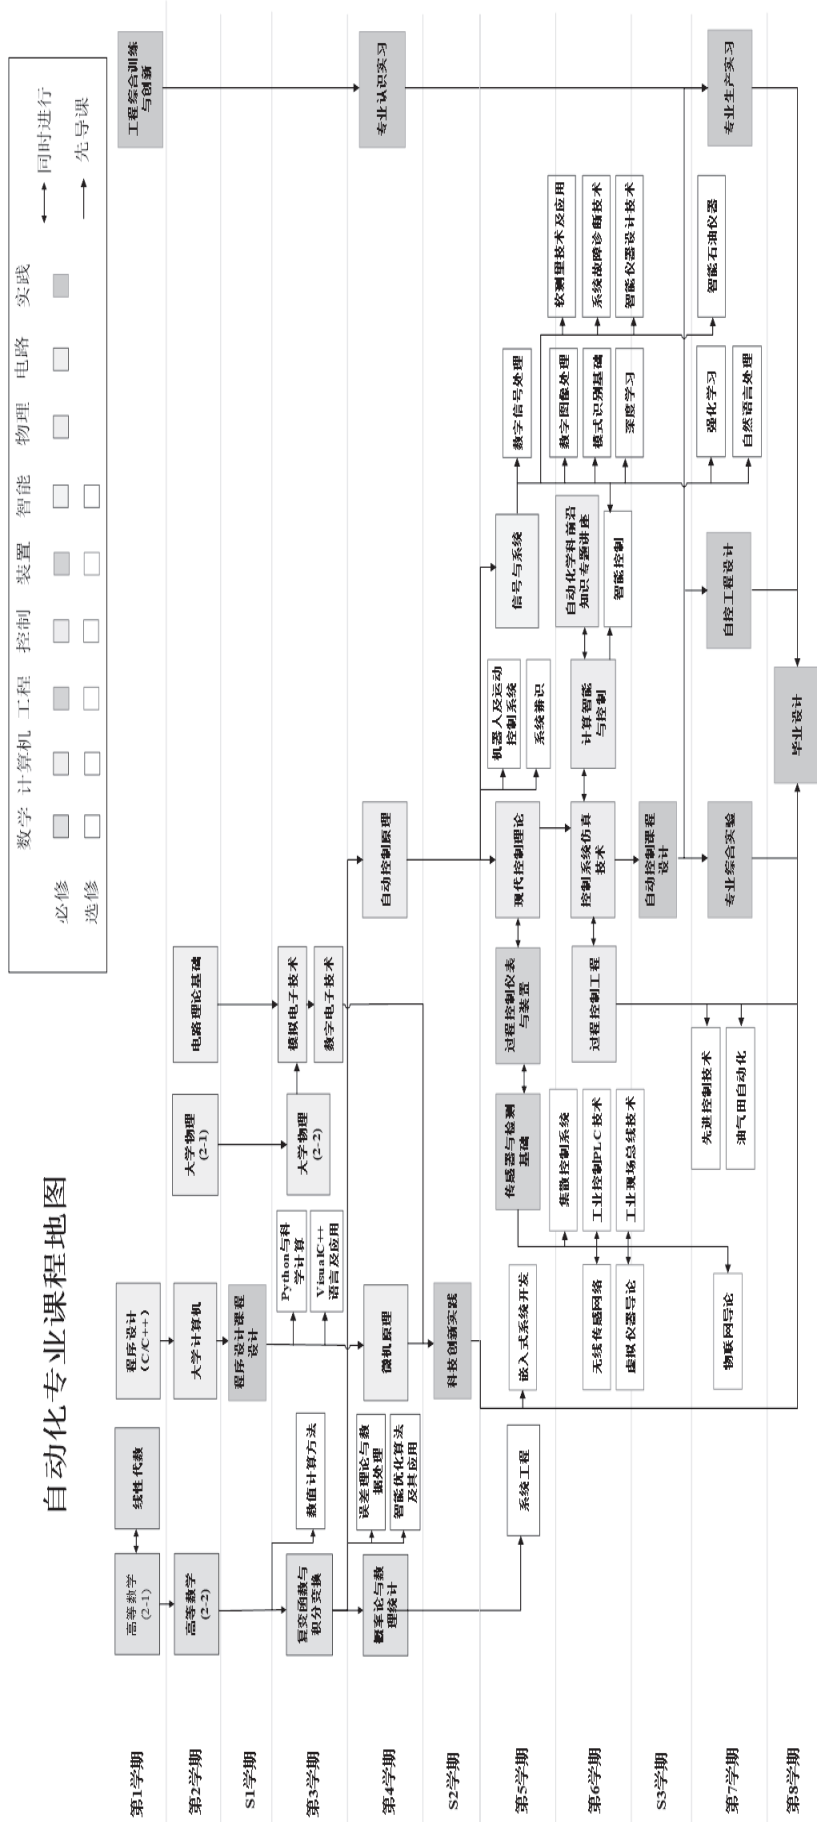 自动化专业课程地图
数学
计算机
工程
控制
装置
智能
物理
电路
实践
必修
选修
同时进行
先导课
第1学期
高等数学
(2-1)
线性代数
程序设计
(C/C++)
工程综合训练
与创新
第2学期
高等数学
(2-2)
大学计算机
大学物理
(2-1)
电路理论基础
S1学期
程序设计课程
设计
第3学期
复变函数与
积分变换
数值计算方法
Python与科
学计算
VisualC++
语言及应用
大学物理
(2-2)
模拟电子技术
数字电子技术
第4学期
概率论与数
理统计
误差理论与数
据处理
智能优化算法
及其应用
微机原理
自动控制原理
专业认识实习
S2学期
科技创新实践
第5学期
系统工程
嵌入式系统开发
传感器与检测
基础
过程控制仪表
与装置
现代控制理论
机器人及运动
控制系统
系统辨识
信号与系统
数字信号处理
第6学期
无线传感网络
虚拟仪器导论
集散控制系统
工业控制PLC技术
工业现场总线技术
过程控制工程
控制系统仿真
技术
计算智能
与控制
自动化学科前沿
知识专题讲座
智能控制
数字图像处理
模式识别基础
深度学习
软测量技术及应用
系统故障诊断技术
智能仪器设计技术
S3学期
自动控制课程
设计
第7学期
物联网导论
先进控制技术
油气田自动化
专业综合实验
自控工程设计
强化学习
自然语言处理
智能石油仪器
专业生产实习
第8学期
毕业设计